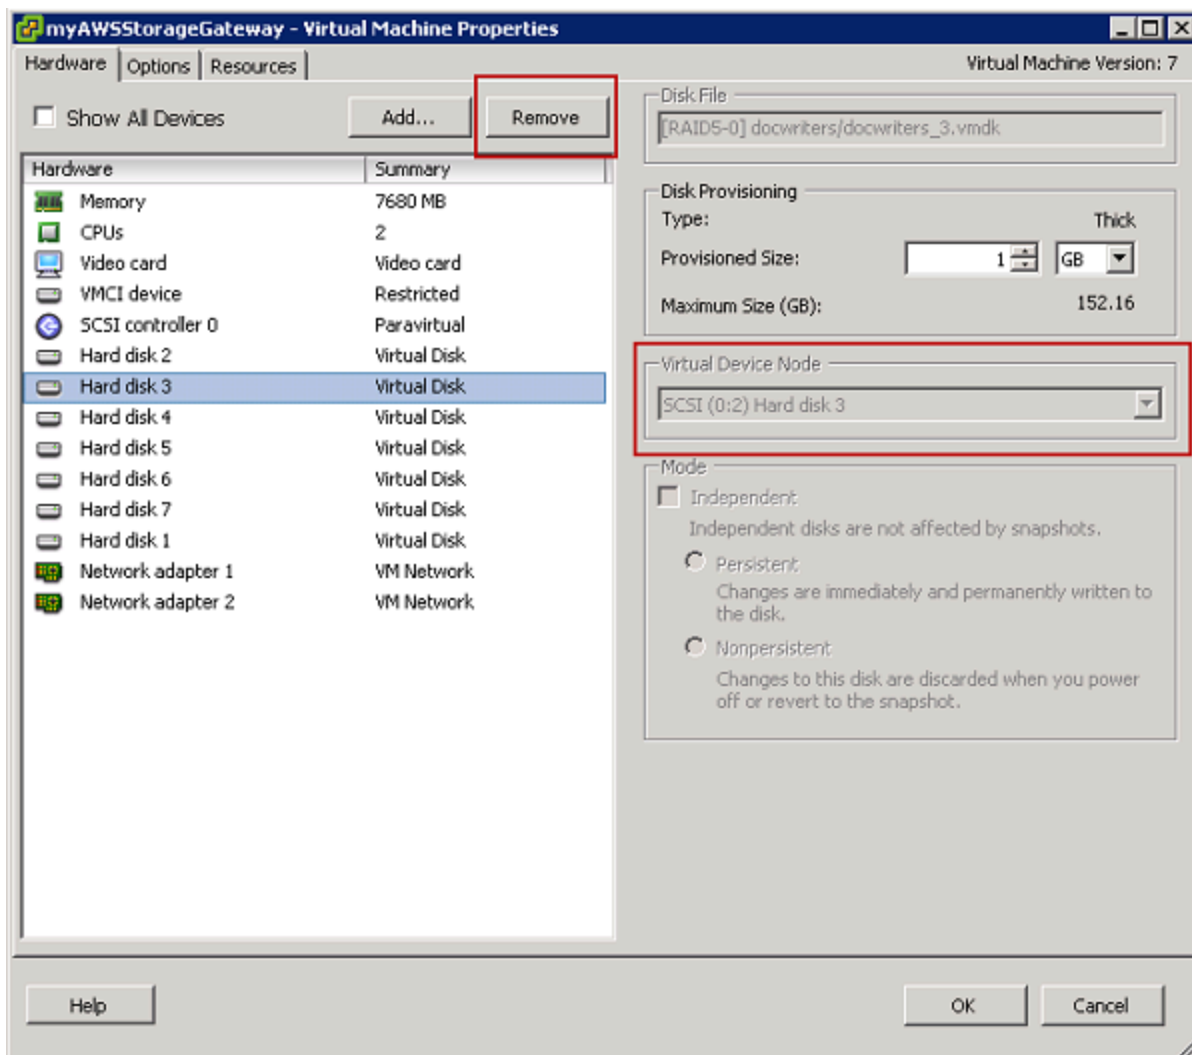 myAWSStorageGateway - Virtual Machine Properties
Hardware Options Resources
Virtual Machine Version: 7
Show All Devices
Add...
Remove
Hardware Summary
Memory 7680 MB
CPUs 2
Video card Video card
VMCI device Restricted
SCSI controller 0 Paravirtual
Hard disk 2 Virtual Disk
Hard disk 3 Virtual Disk
Hard disk 4 Virtual Disk
Hard disk 5 Virtual Disk
Hard disk 6 Virtual Disk
Hard disk 7 Virtual Disk
Hard disk 1 Virtual Disk
Network adapter 1 VM Network
Network adapter 2 VM Network
Disk File
[RAID5-0] docwriters/docwriters_3.vmdk
Disk Provisioning
Type: Thick
Provisioned Size: 1 GB
Maximum Size (GB): 152.16
Virtual Device Node
SCSI (0:2) Hard disk 3
Mode
Independent
Independent disks are not affected by snapshots.
Persistent
Changes are immediately and permanently written to
the disk.
Nonpersistent
Changes to this disk are discarded when you power
off or revert to the snapshot.
Help
OK
Cancel